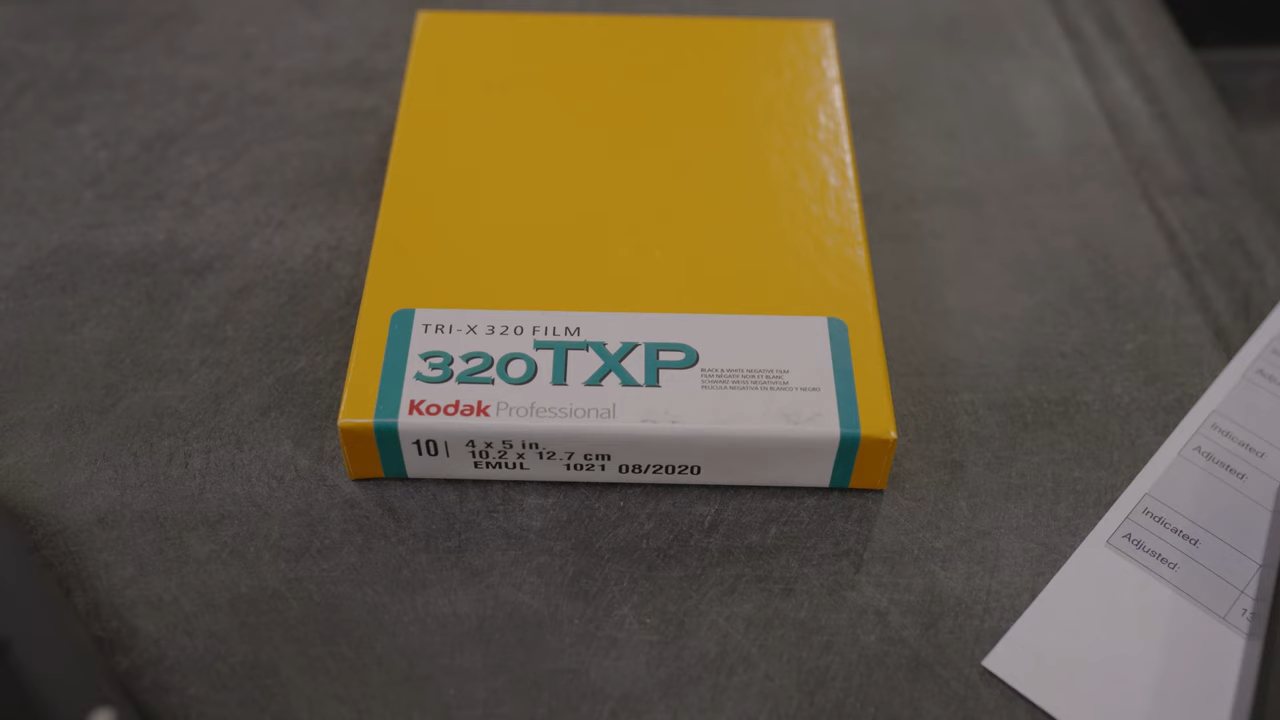 TRI-X 320 FILM
320TXP
BLACK & WHITE NEGATIVE FILM
FILM NÉGATIF NOIR ET BLANC
SCHWARZ-WEISS-NEGATIVFILM
PELÍCULA NEGATIVA EN BLANCO Y NEGRO
Kodak Professional
10 4 x 5 in.
10.2 x 12.7 cm
EMUL 1021 08/2020
Indicated:
Adjusted:
Indicated:
Adjusted: